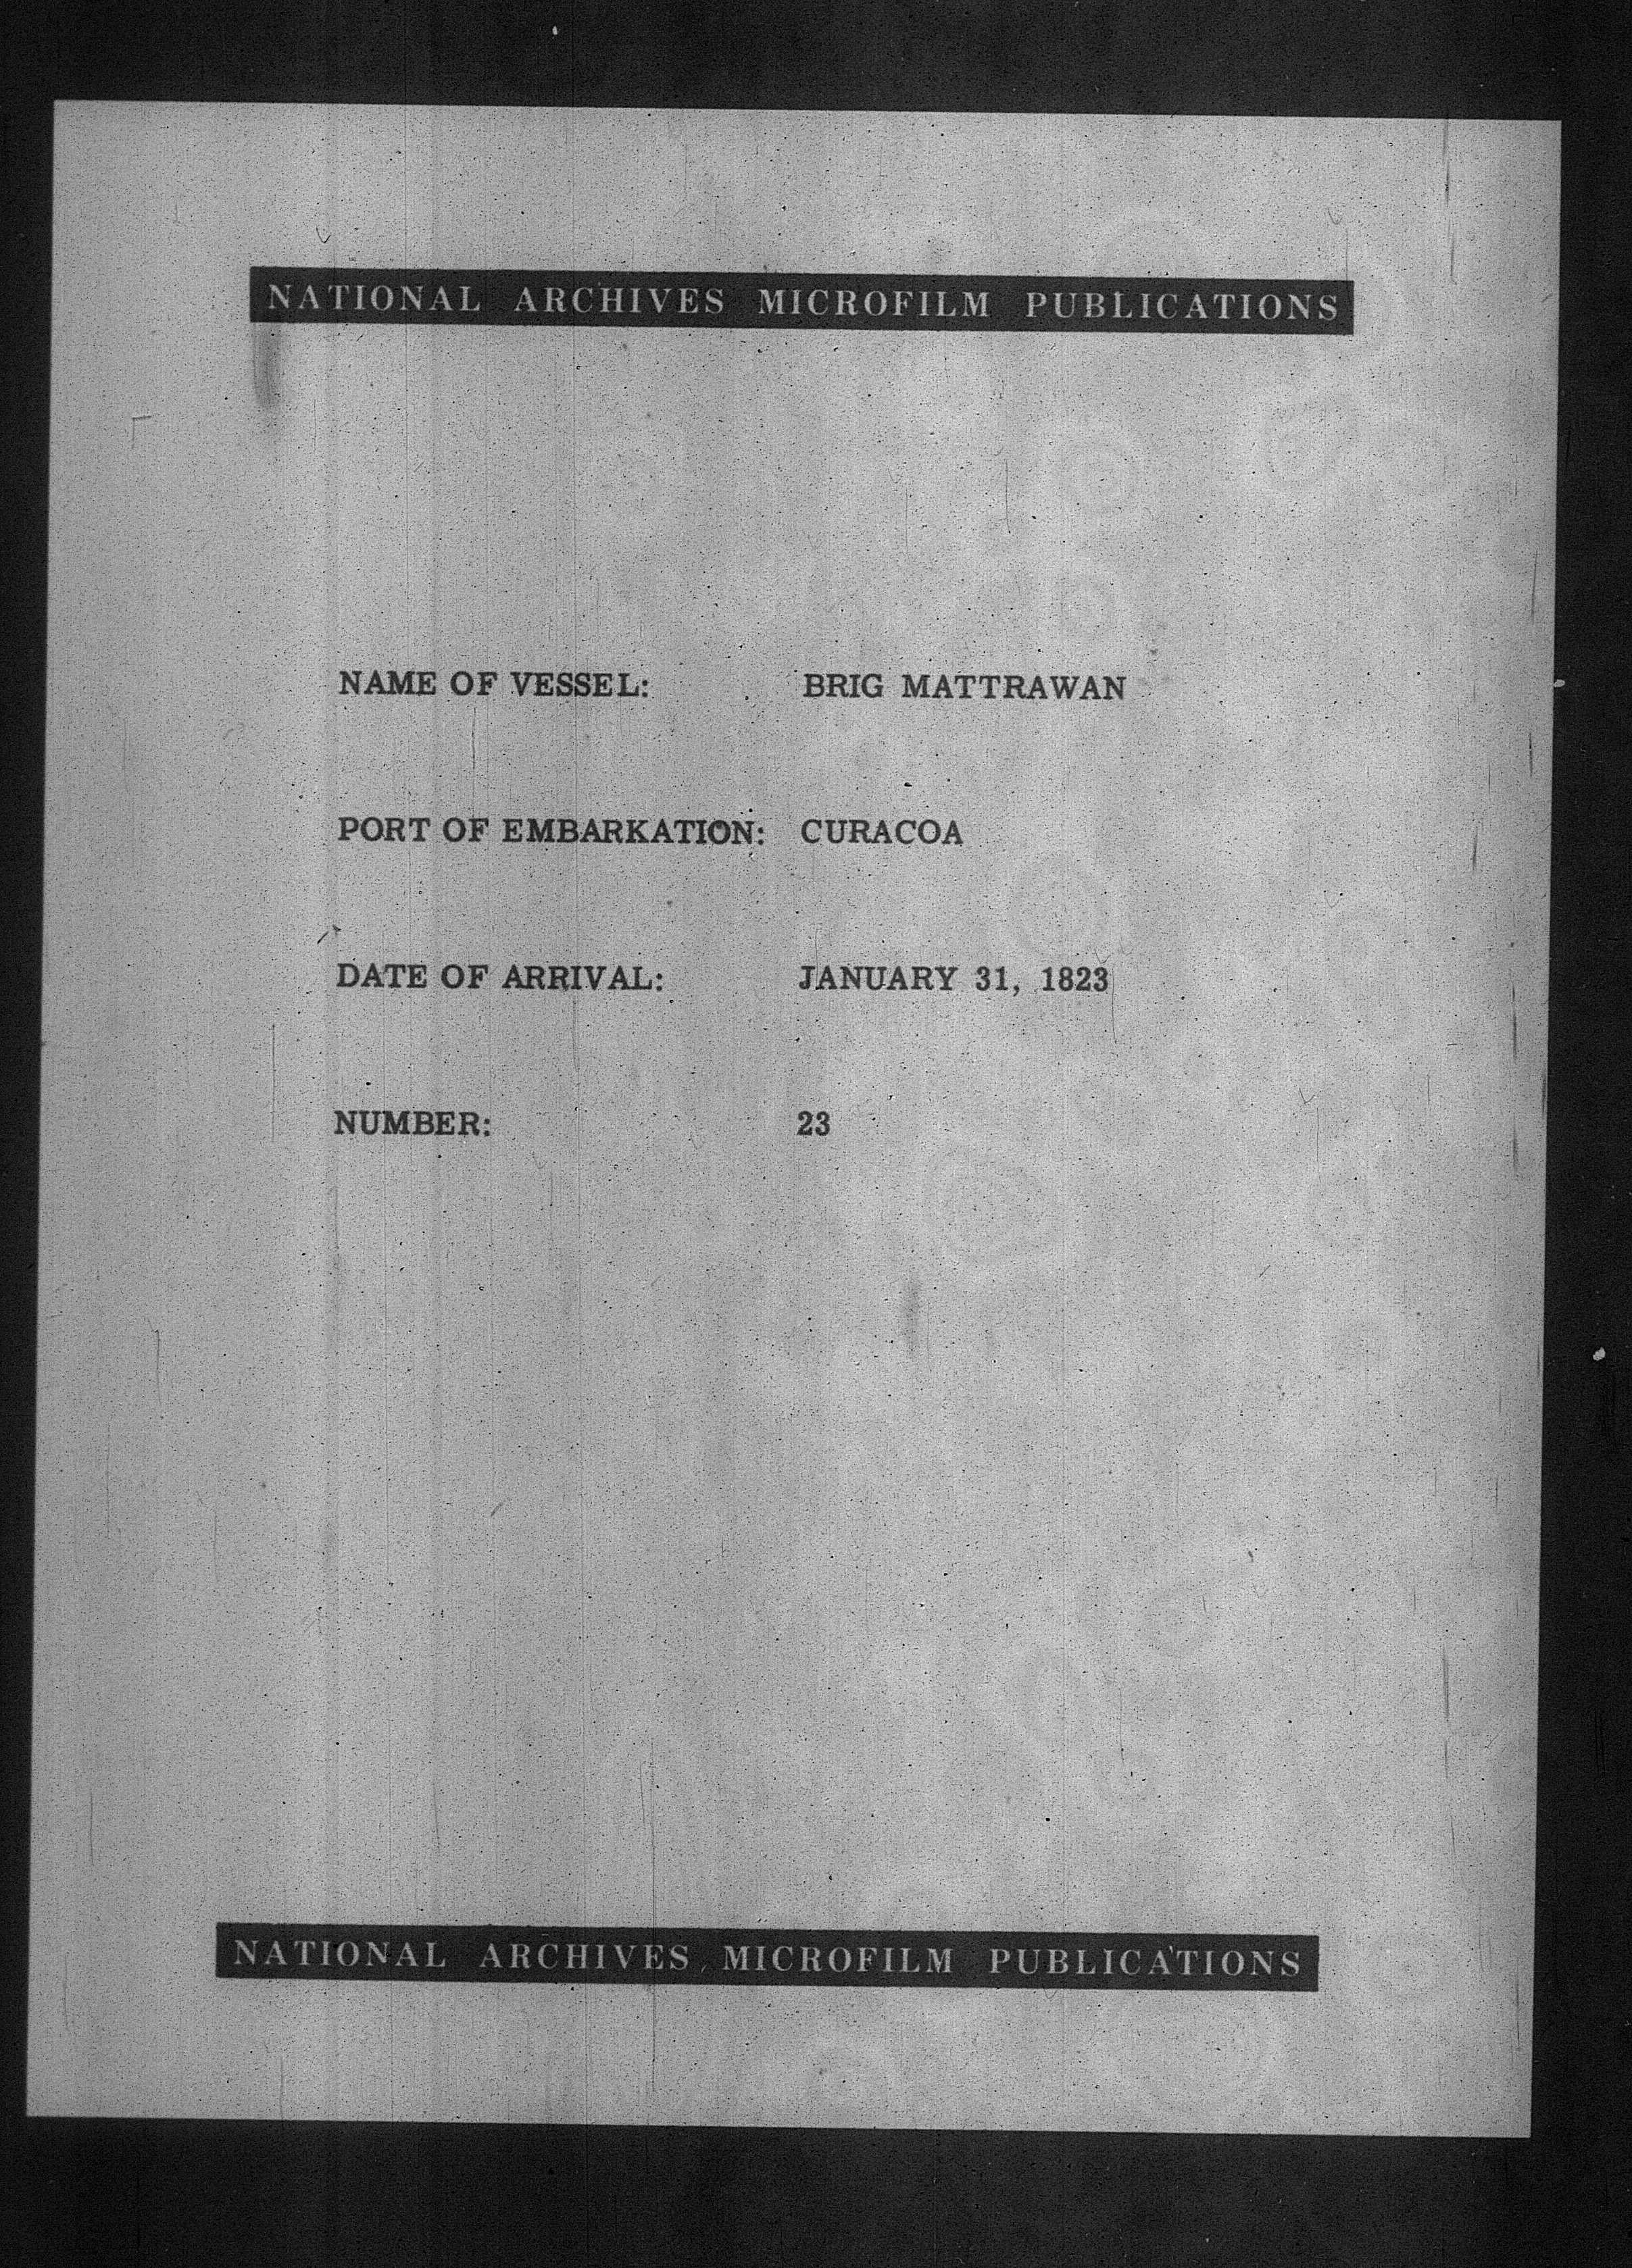 NATIONAL ARCHIVES MICROFILM PUBLICATIONS
NAME OF VESSEL: BRIG MATTRAWAN
PORT OF EMBARKATION: CURACOA
DATE OF ARRIVAL: JANUARY 31, 1823
NUMBER: 23
NATIONAL ARCHIVES MICROFILM PUBLICATIONS